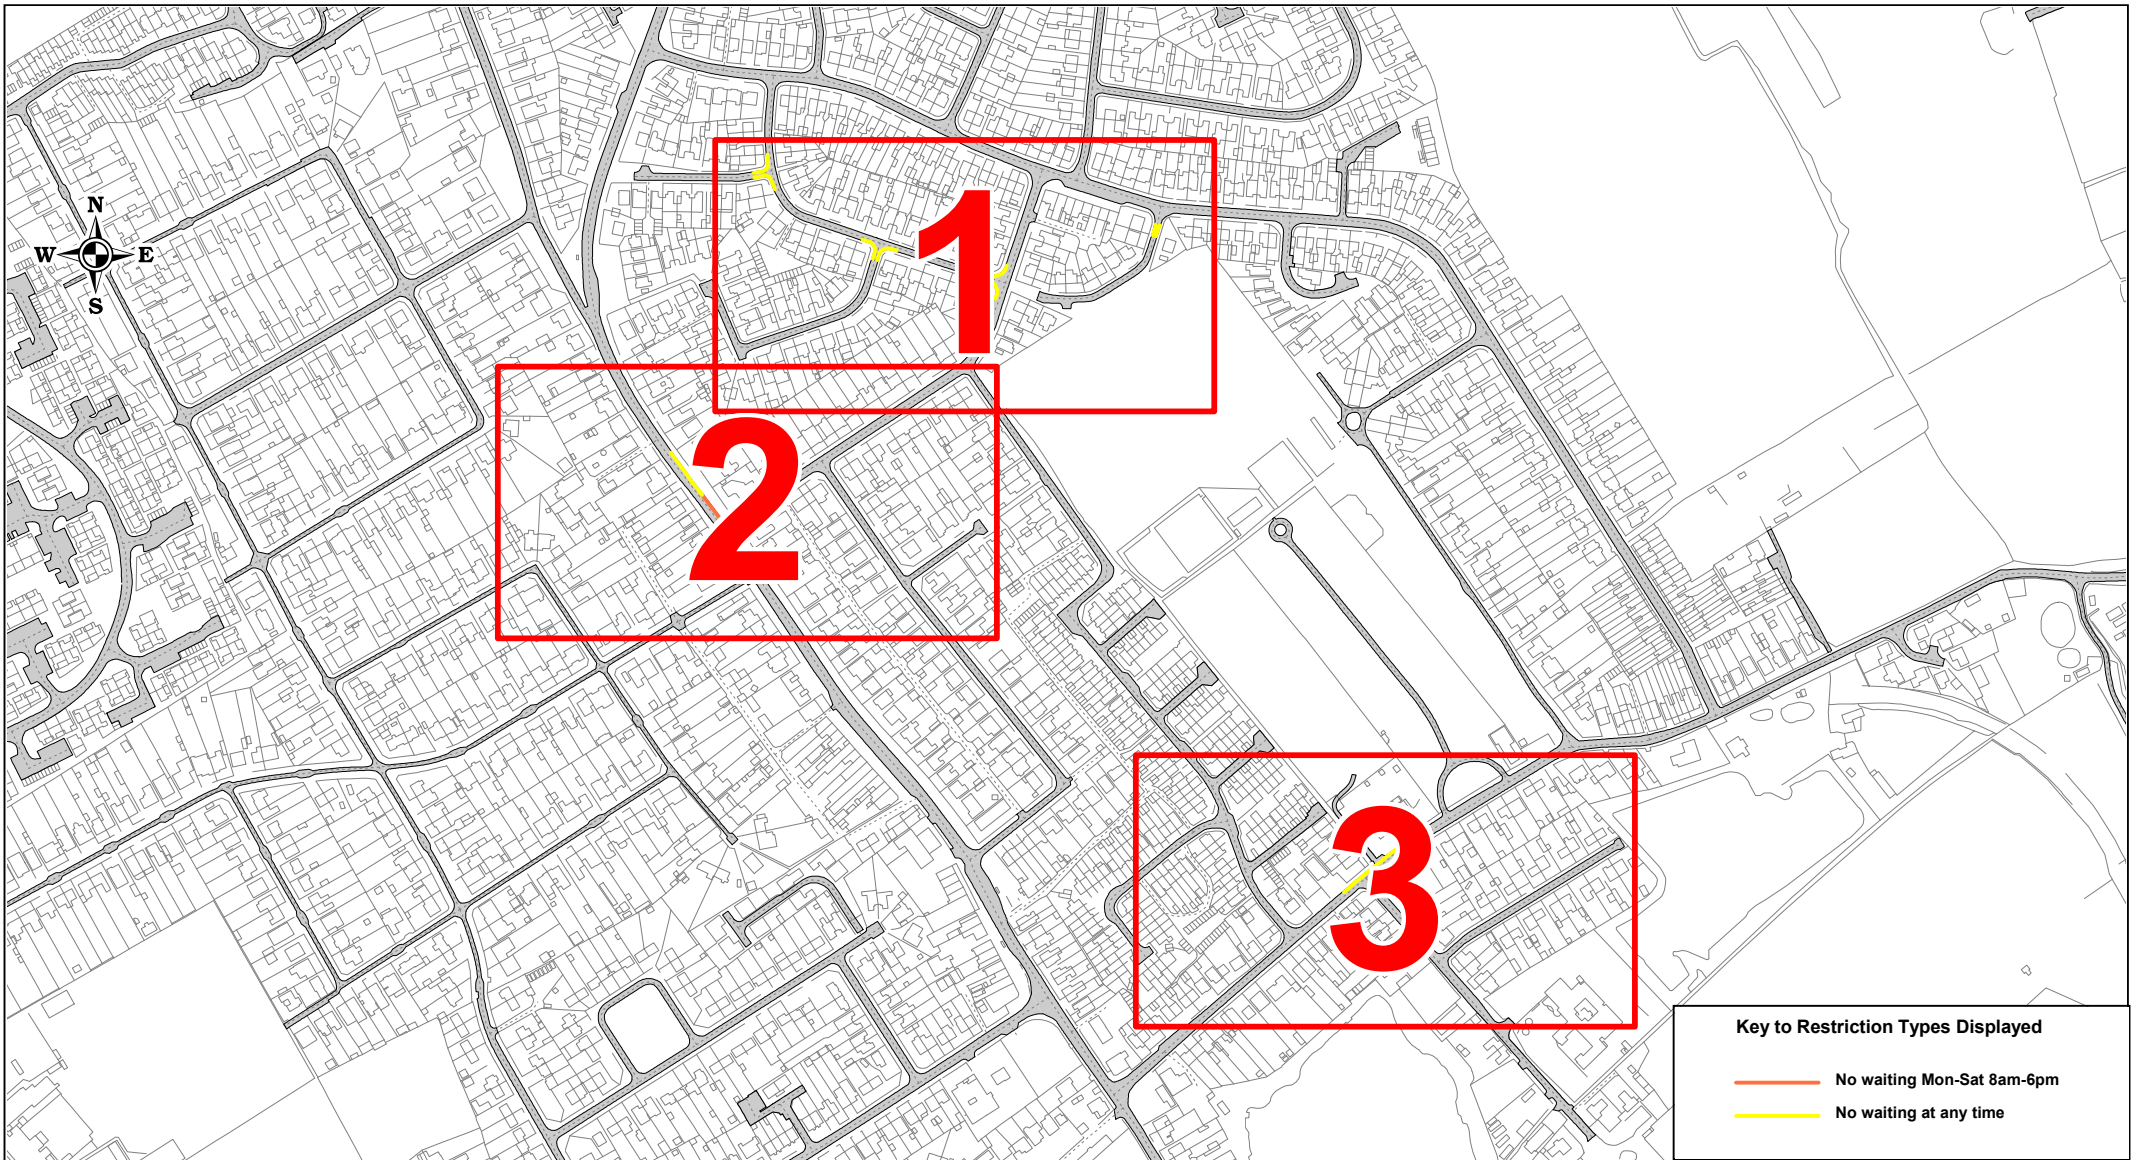 N
W E
S
1
2
3
Key to Restriction Types Displayed
No waiting Mon-Sat 8am-6pm
No waiting at any time